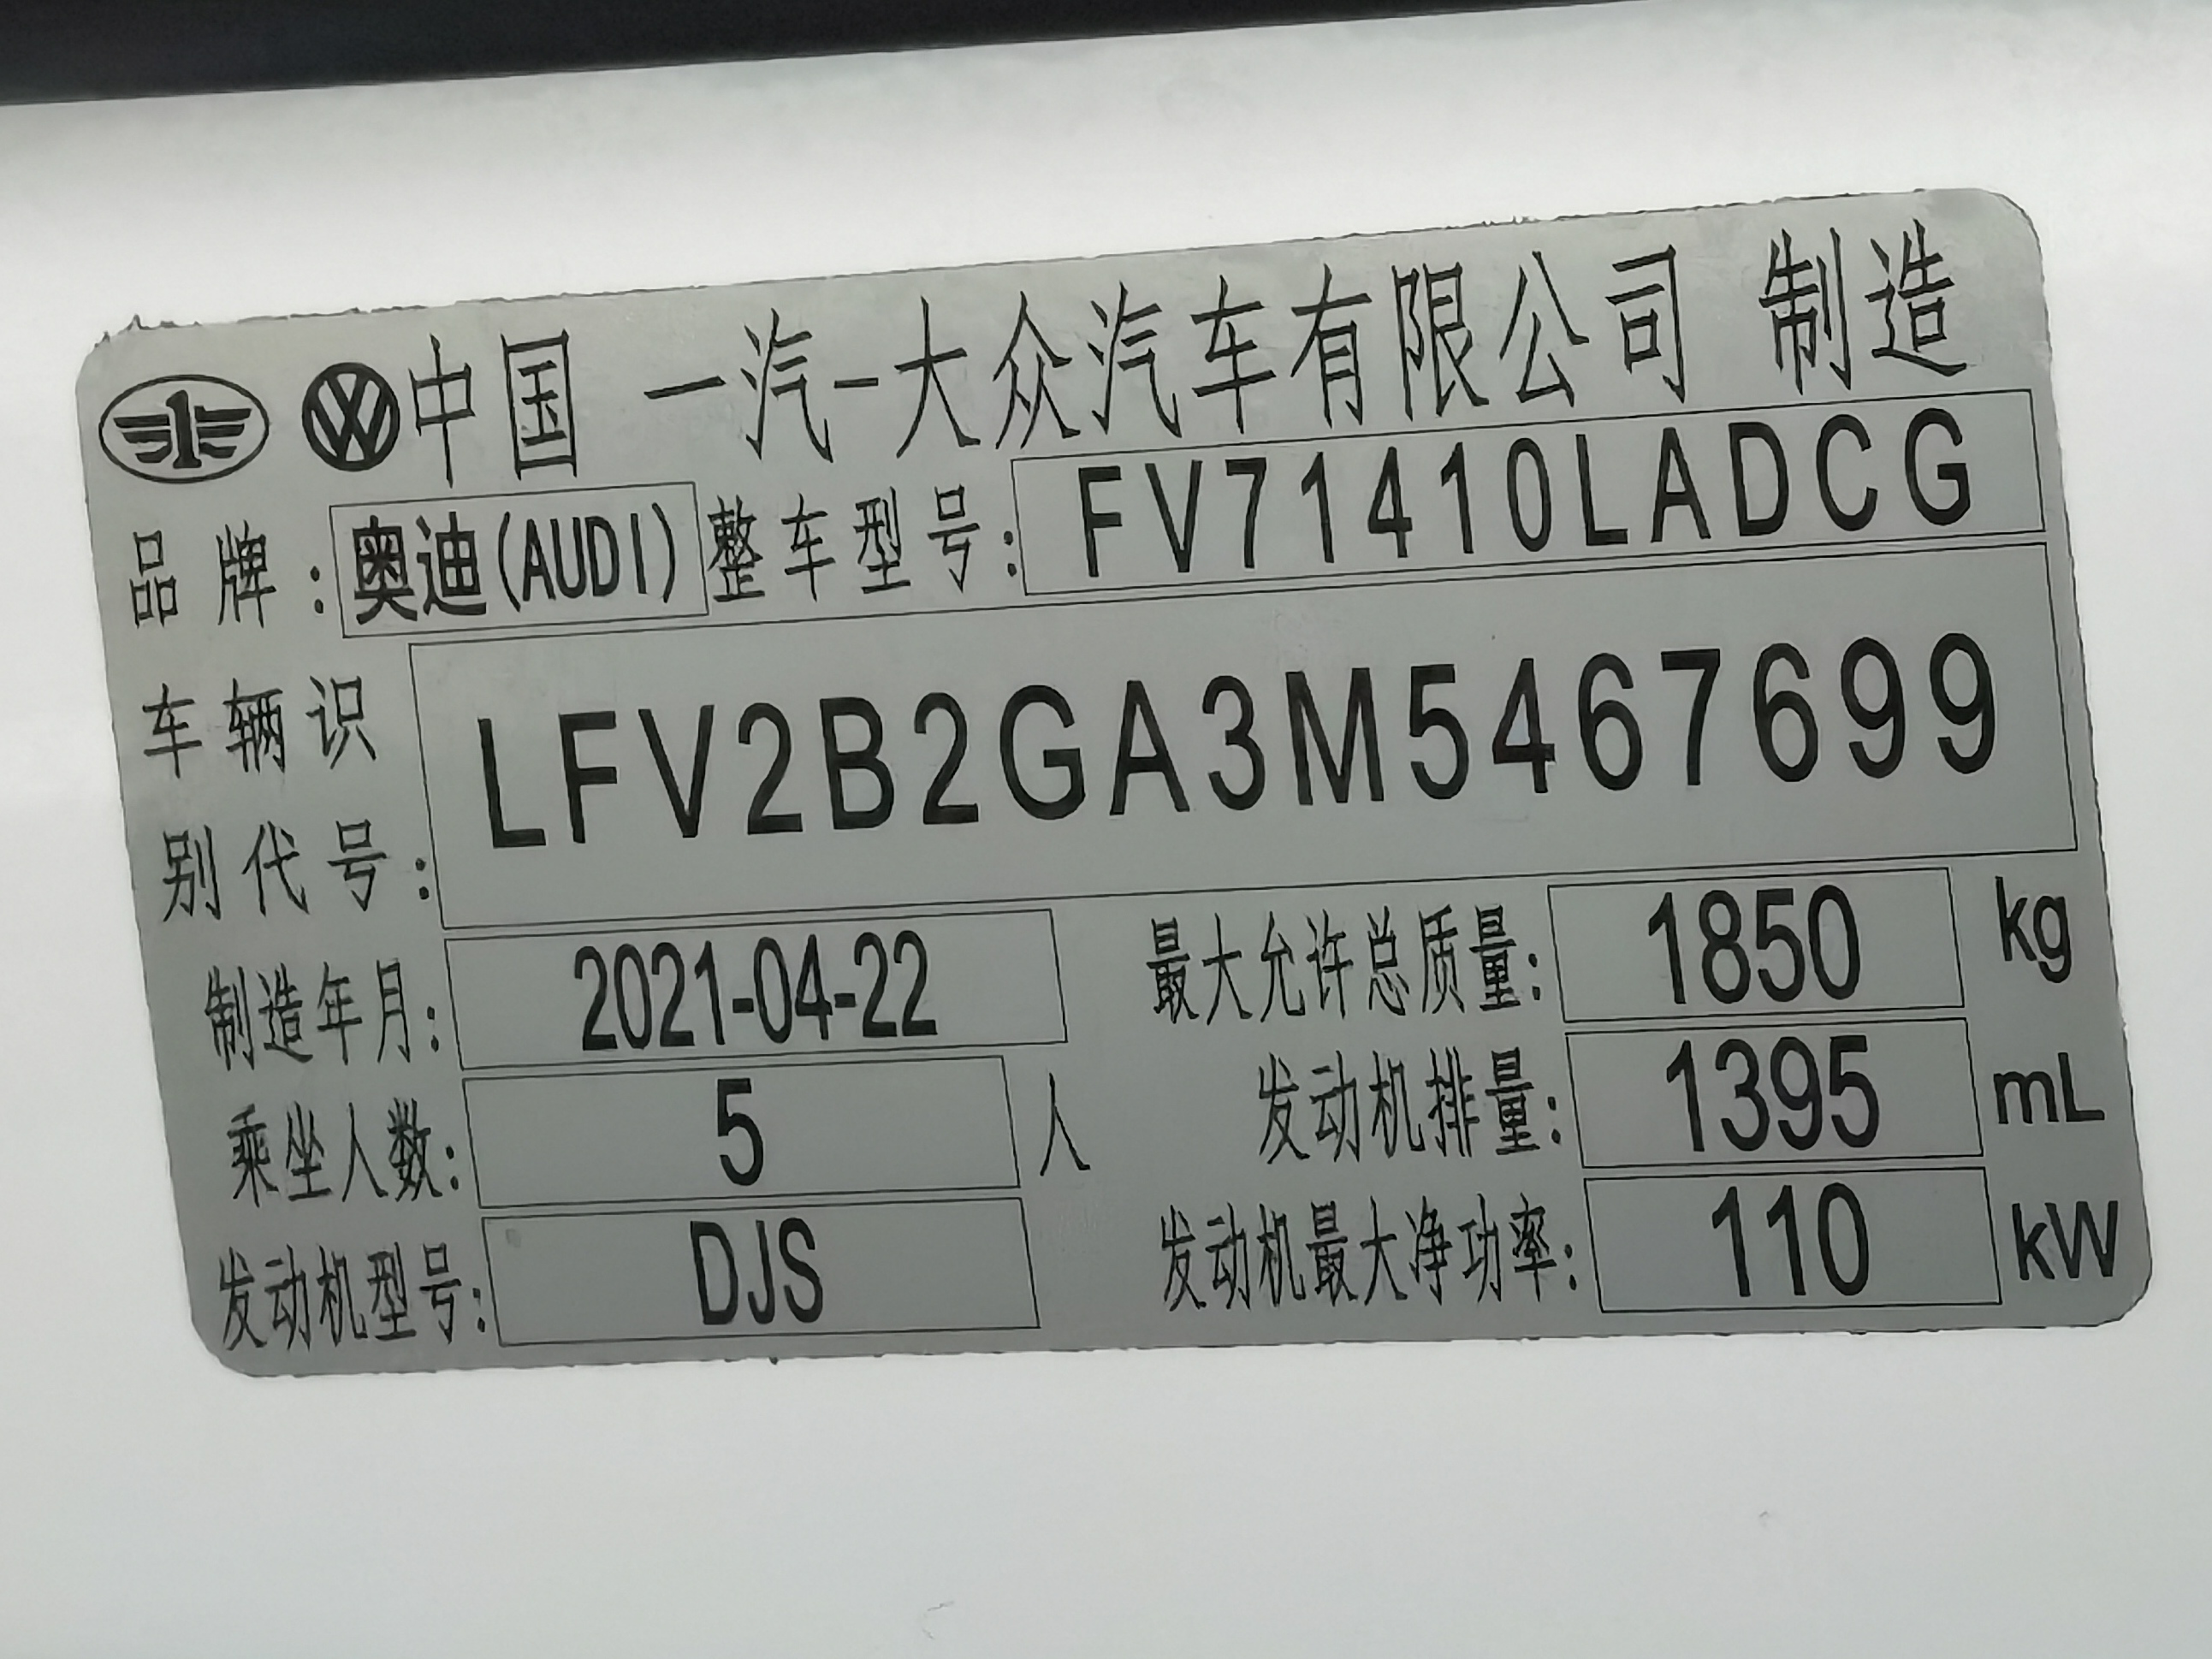 中国 一汽-大众汽车有限公司 制造
品牌: 奥迪(AUDI) 整车型号: FV71410LADCG
车辆识别代号: LFV2B2GA3M5467699
制造年月: 2021-04-22 最大允许总质量: 1850 kg
乘坐人数: 5 人 发动机排量: 1395 mL
发动机型号: DJS 发动机最大净功率: 110 kW